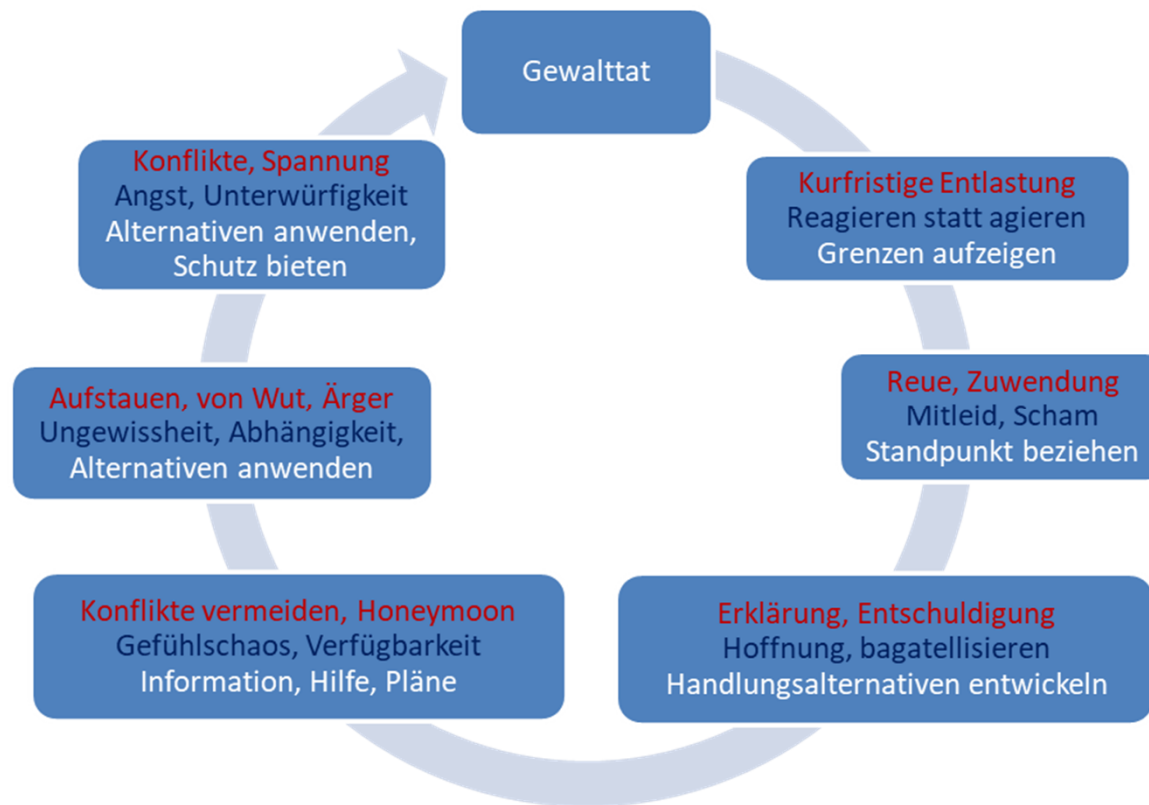 Gewalttat
Kurfristige Entlastung
Reagieren statt agieren
Grenzen aufzeigen
Reue, Zuwendung
Mitleid, Scham
Standpunkt beziehen
Erklärung, Entschuldigung
Hoffnung, bagatellisieren
Handlungsalternativen entwickeln
Konflikte vermeiden, Honeymoon
Gefühlschaos, Verfügbarkeit
Information, Hilfe, Pläne
Aufstauen, von Wut, Ärger
Ungewissheit, Abhängigkeit,
Alternativen anwenden
Konflikte, Spannung
Angst, Unterwürfigkeit
Alternativen anwenden,
Schutz bieten